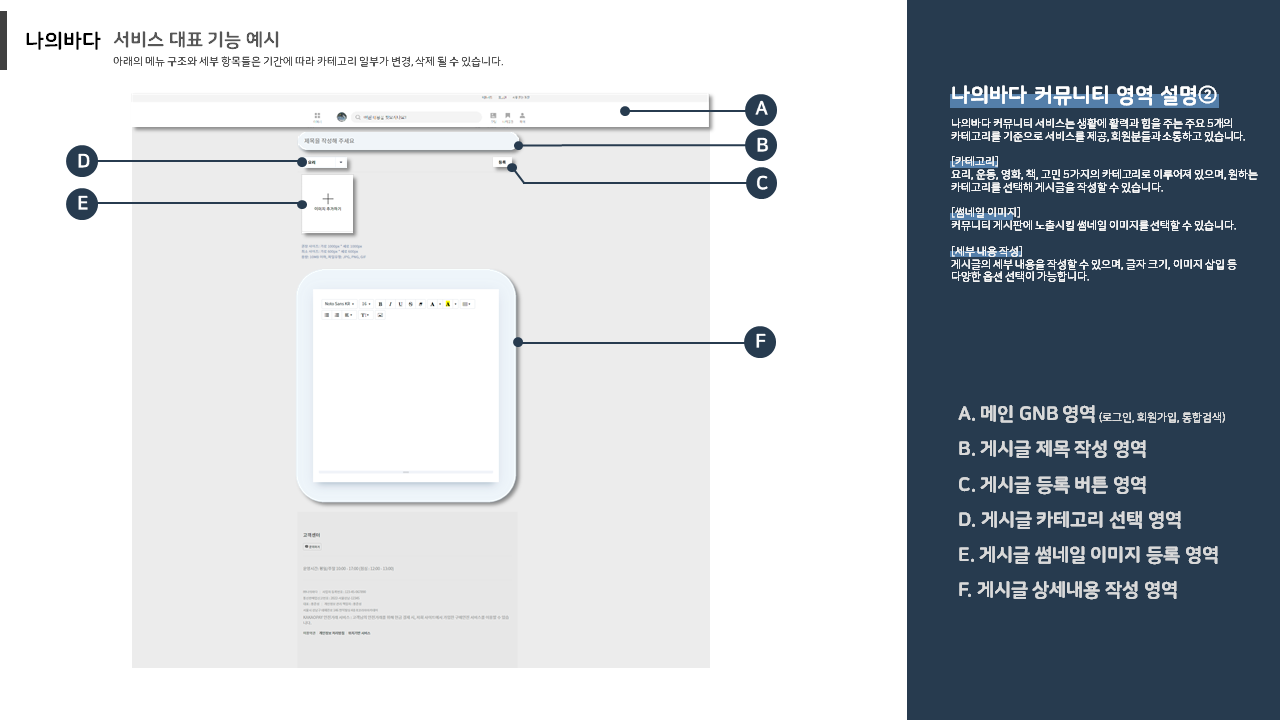 나의바다 서비스 대표 기능 예시
아래의 메뉴 구조와 세부 항목들은 기간에 따라 카테고리 일부가 변경, 삭제 될 수 있습니다.
A
제목을 작성해 주세요
B
D
요리
등록
C
E
이미지 추가하기
Noto Sans KR
16
B I U S
A A
F
고객센터
이용약관 개인정보 처리방침
나의바다 커뮤니티 영역 설명③
나의바다 커뮤니티 서비스는 생활에 활력과 힘을 주는 요소 5개의
카테고리를 기준으로 서비스를 제공, 회원분들과 소통하고 있습니다.
[카테고리]
요리, 운동, 영화, 책, 고민 5가지의 카테고리로 이루어져 있으며, 원하는
카테고리를 선택해 게시글을 작성할 수 있습니다.
[썸네일 이미지]
커뮤니티 게시판에 노출시킬 썸네일 이미지를 선택할 수 있습니다.
[세부 내용 작성]
게시글의 세부내용을 작성할 수 있으며, 글자 크기, 이미지 삽입 등
다양한 옵션 선택이 가능합니다.
A. 메인 GNB 영역 (로그인, 회원가입, 통합검색)
B. 게시글 제목 작성 영역
C. 게시글 등록 버튼 영역
D. 게시글 카테고리 선택 영역
E. 게시글 썸네일 이미지 등록 영역
F. 게시글 세부내용 작성 영역